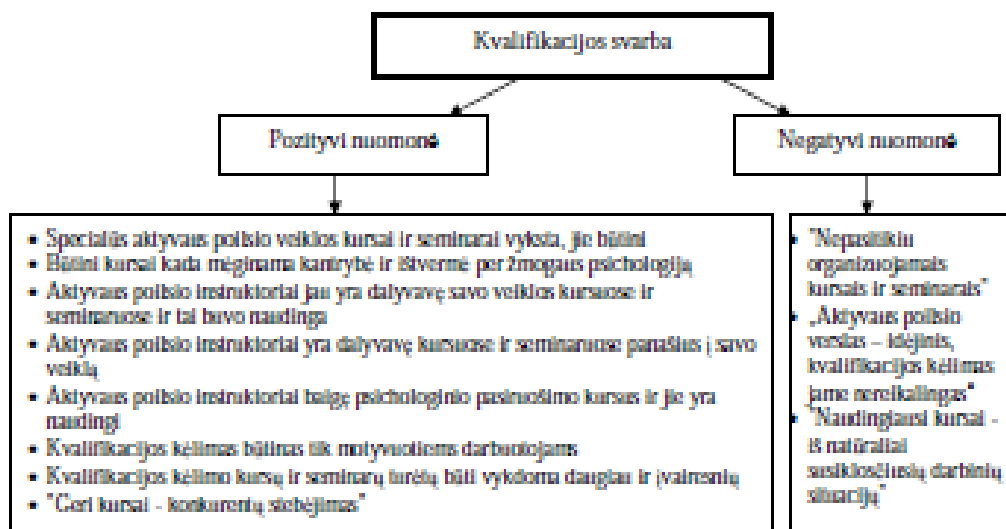 Kvalifikacijos svarba
Pozityvi nuomonė
Negatyvi nuomonė
• Specialūs aktyvaus poilsio veiklos kursai ir seminarai vyksta, jie būtini
• Būtini kursai kada mėginama kantrybė ir ištvermė per žmogaus psichologiją
• Aktyvaus poilsio instruktoriai jau yra dalyvavę savo veiklos kursuose ir
seminaruose ir tai buvo naudinga
• Aktyvaus poilsio instruktoriai yra dalyvavę kursuose ir seminaruose panašius į savo
veiklą
• Aktyvaus poilsio instruktoriai baigę psichologinio pasiruošimo kursus ir jie yra
naudingi
• Kvalifikacijos kėlimas būtinas tik motyvuotiems darbuotojams
• Kvalifikacijos kėlimo kursų ir seminarų turėtų būti vykdoma daugiau ir įvairesnių
• "Geri kursai - konkurentų stebėjimas"
• "Nepasitikiu
organizuojamais
kursais ir seminarais"
• „Aktyvaus poilsio
verslas – idėjinis,
kvalifikacijos kėlimas
jame nereikalingas"
• "Naudingiausi kursai -
iš natūraliai
susiklosčiusių darbinių
situacijų"